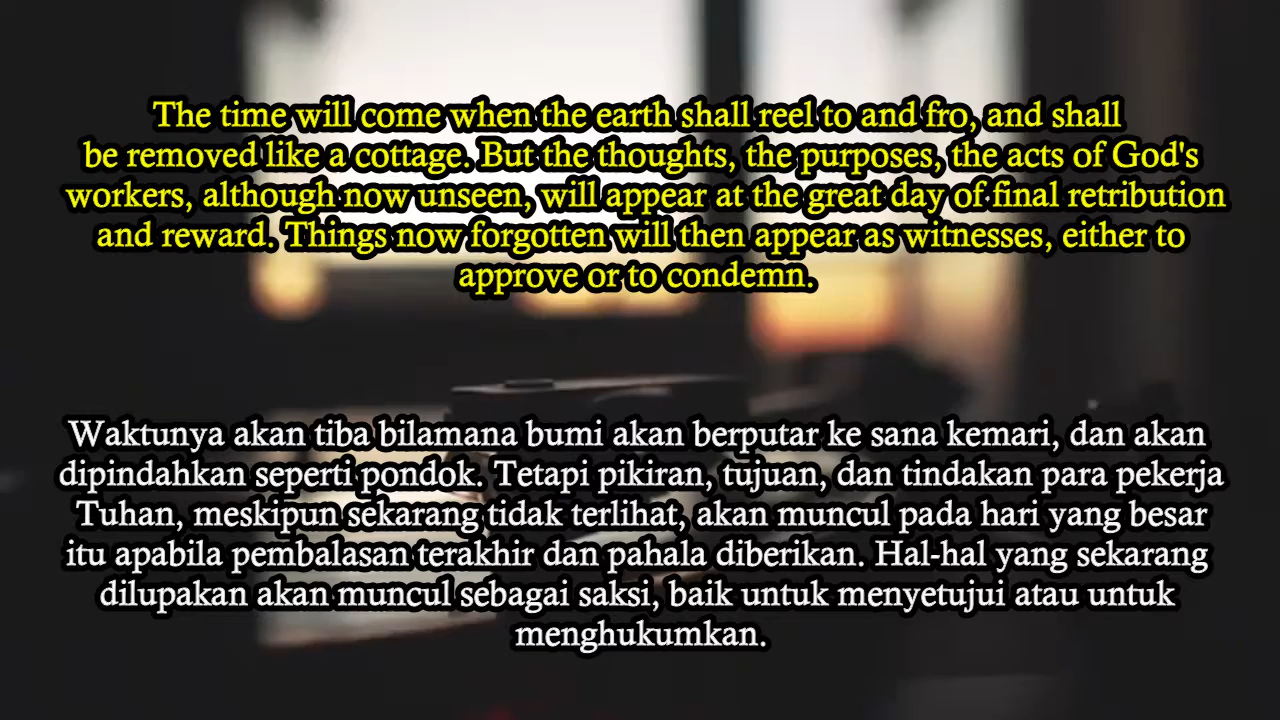 The time will come when the earth shall reel to and fro, and shall
be removed like a cottage. But the thoughts, the purposes, the acts of God's
workers, although now unseen, will appear at the great day of final retribution
and reward. Things now forgotten will then appear as witnesses, either to
approve or to condemn.
Waktunya akan tiba bilamana bumi akan berputar ke sana kemari, dan akan
dipindahkan seperti pondok. Tetapi pikiran, tujuan, dan tindakan para pekerja
Tuhan, meskipun sekarang tidak terlihat, akan muncul pada hari yang besar
itu apabila pembalasan terakhir dan pahala diberikan. Hal-hal yang sekarang
dilupakan akan muncul sebagai saksi, baik untuk menyetujui atau untuk
menghukumkan.